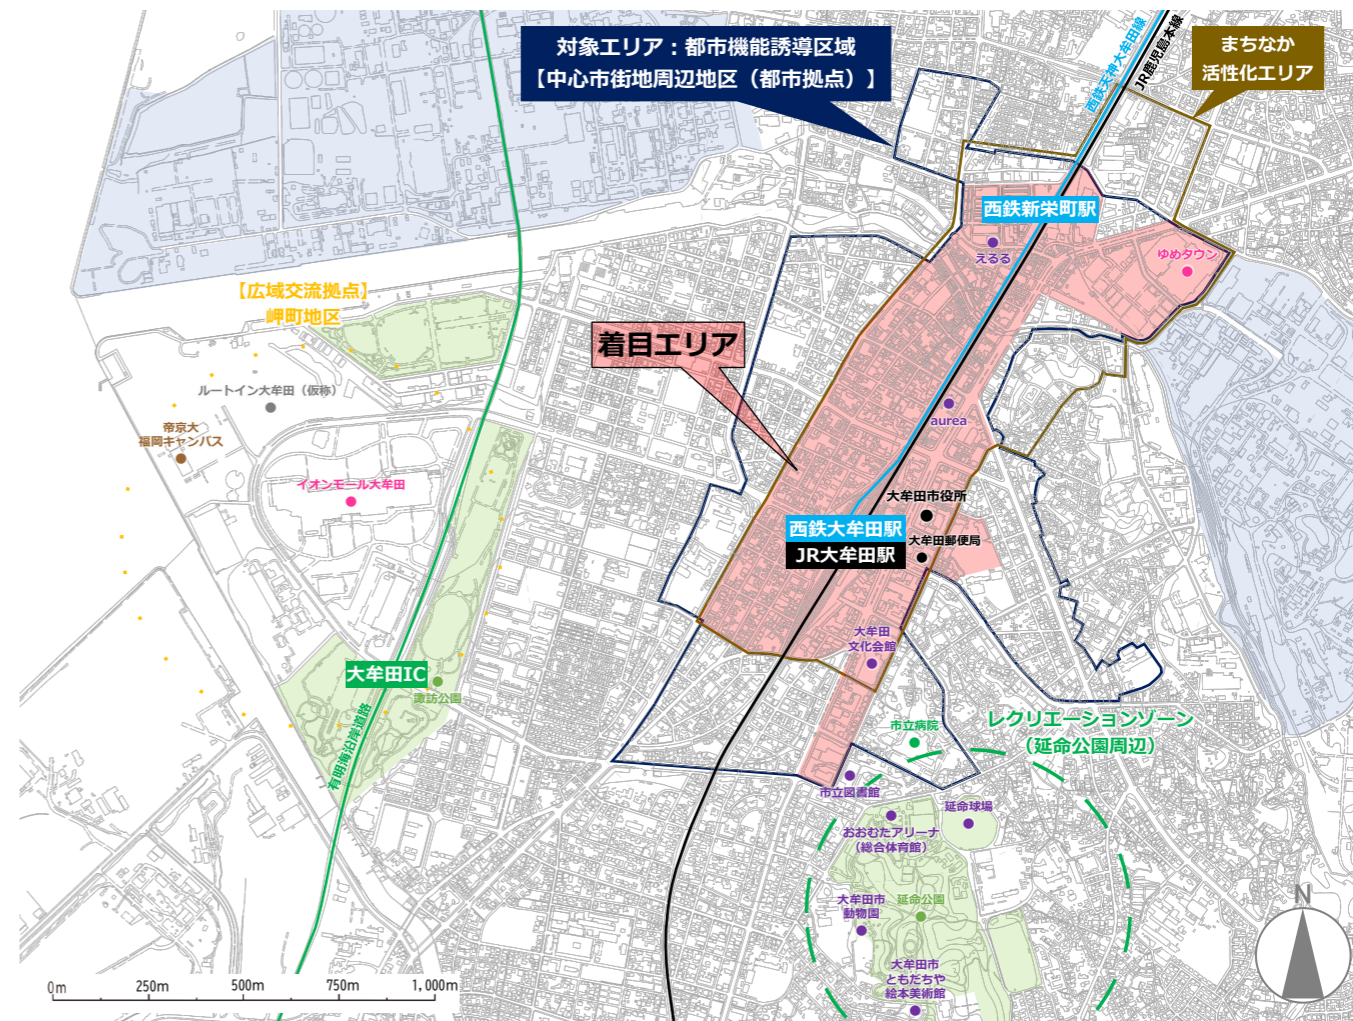 対象エリア：都市機能誘導区域
【中心市街地周辺地区（都市拠点）】
西鉄天神大牟田線
JR鹿児島本線
まちなか
活性化エリア
西鉄新栄町駅
えるる
ゆめタウン
【広域交流拠点】
岬町地区
着目エリア
ルートイン大牟田（仮称）
帝京大
福岡キャンパス
aurea
イオンモール大牟田
大牟田市役所
西鉄大牟田駅
JR大牟田駅
大牟田郵便局
大牟田
文化会館
大牟田IC
諏訪公園
有明海沿岸道路
市立病院
レクリエーションゾーン
（延命公園周辺）
市立図書館
延命球場
おおむたアリーナ
（総合体育館）
大牟田市
動物園
延命公園
大牟田市
ともだちや
絵本美術館
N
0m 250m 500m 750m 1,000m